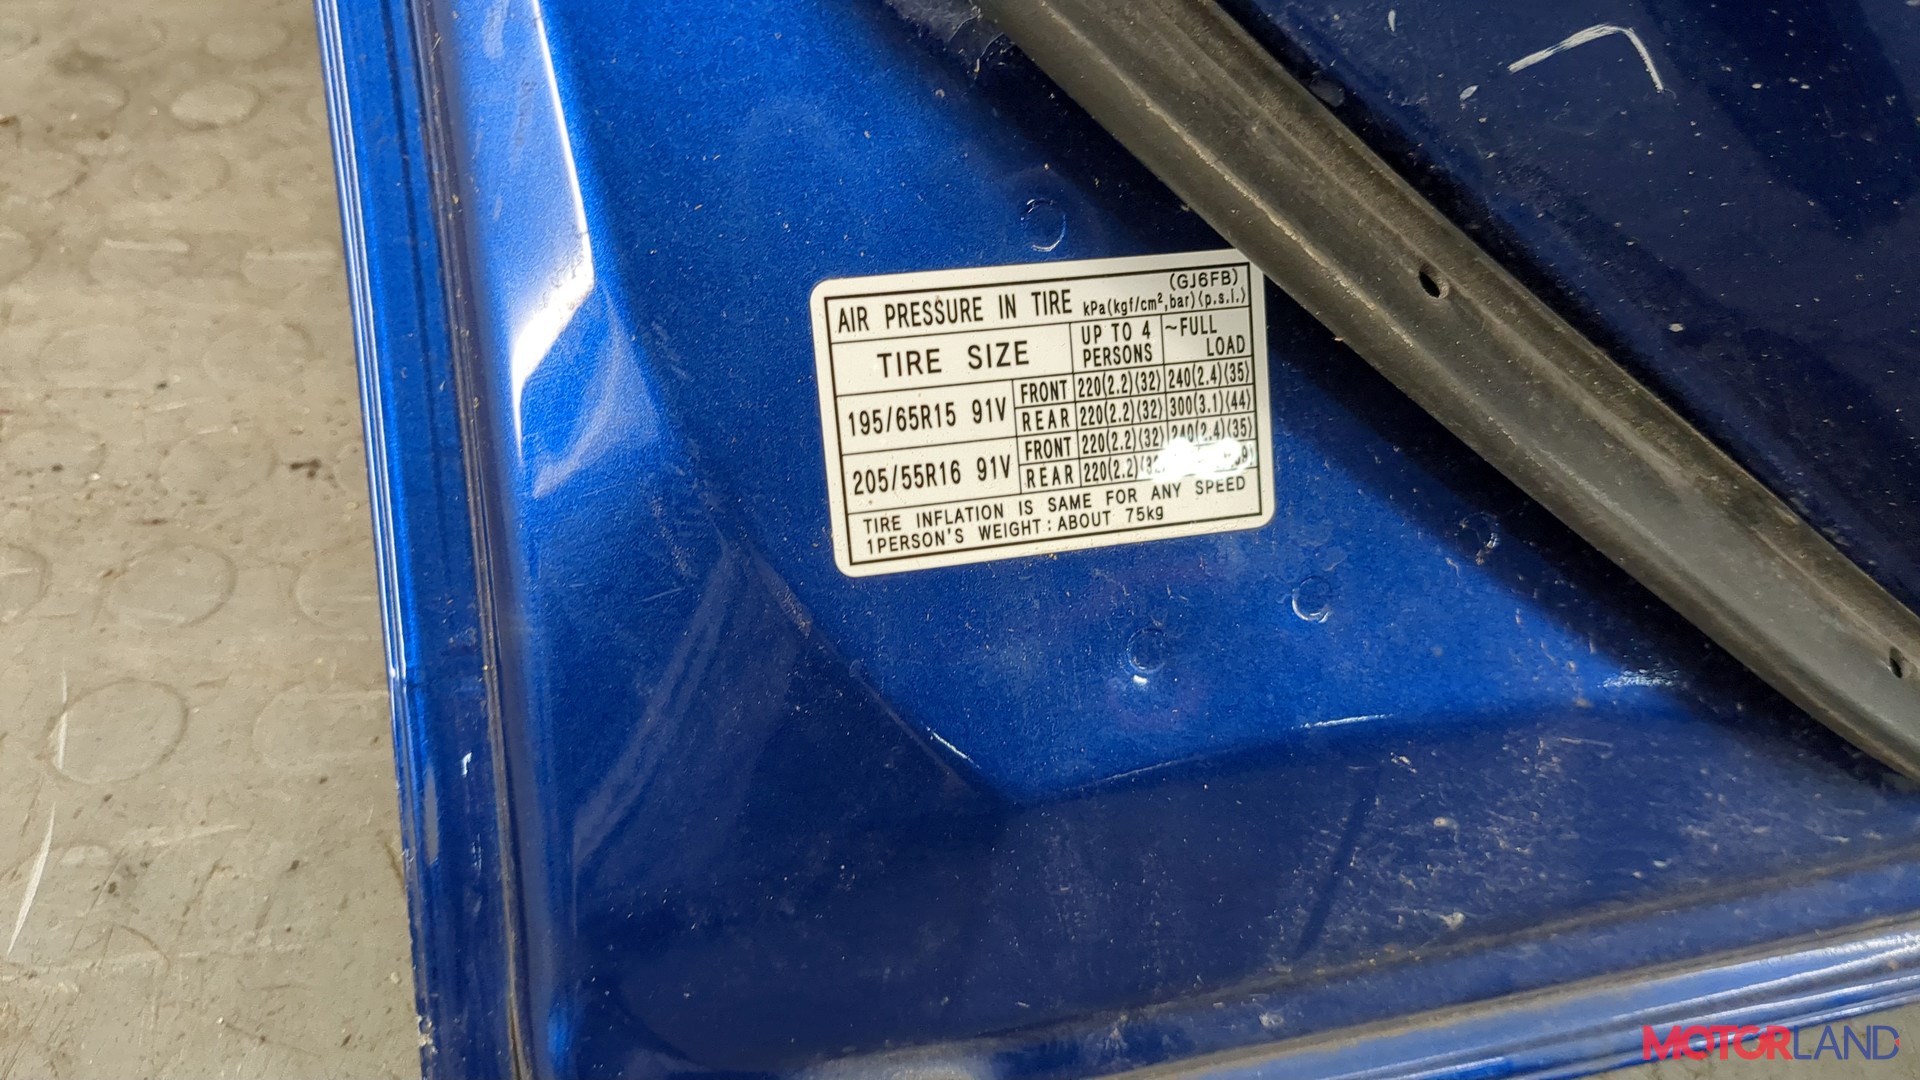 (GJ6FB)
AIR PRESSURE IN TIRE kPa(kgf/cm²,bar)(p.s.i.)
TIRE SIZE UP TO 4 PERSONS ~FULL LOAD
195/65R15 91V FRONT 220(2.2)(32) 240(2.4)(35)
REAR 220(2.2)(32) 300(3.1)(44)
205/55R16 91V FRONT 220(2.2)(32) 240(2.4)(35)
REAR 220(2.2)
TIRE INFLATION IS SAME FOR ANY SPEED
1PERSON'S WEIGHT:ABOUT 75kg
MOTORLAND